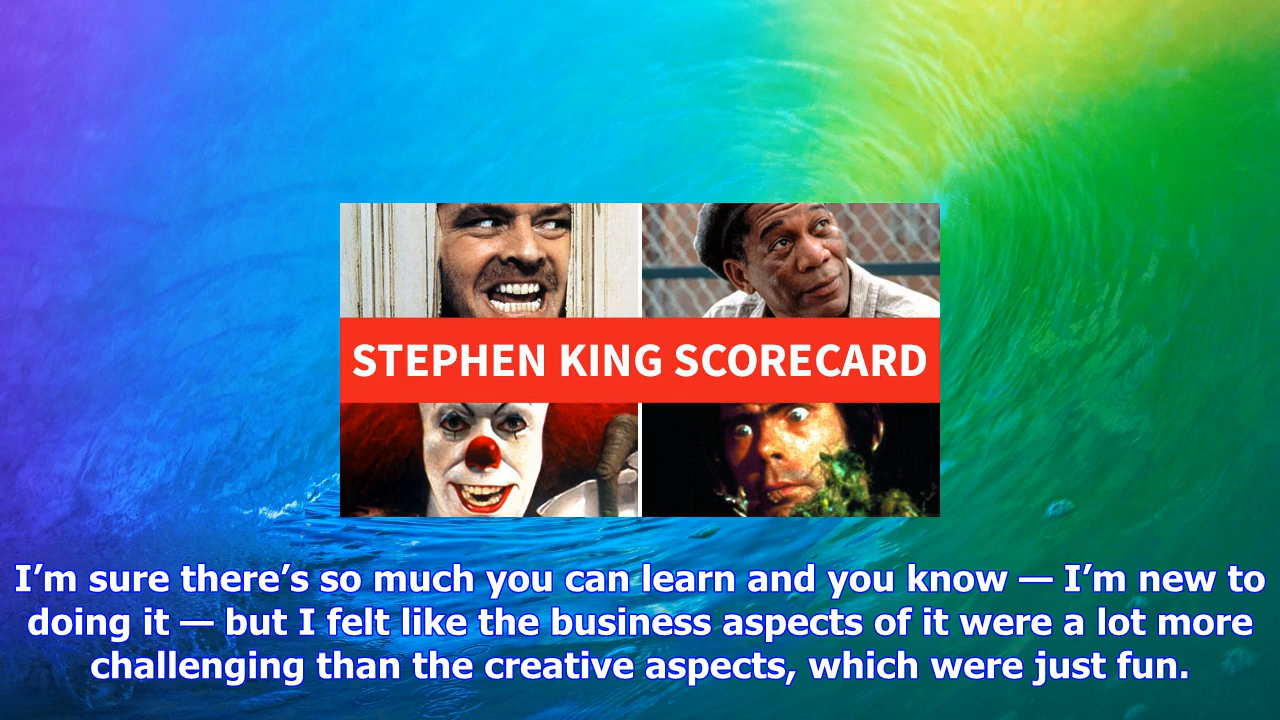 STEPHEN KING SCORECARD
I’m sure there’s so much you can learn and you know — I’m new to
doing it — but I felt like the business aspects of it were a lot more
challenging than the creative aspects, which were just fun.